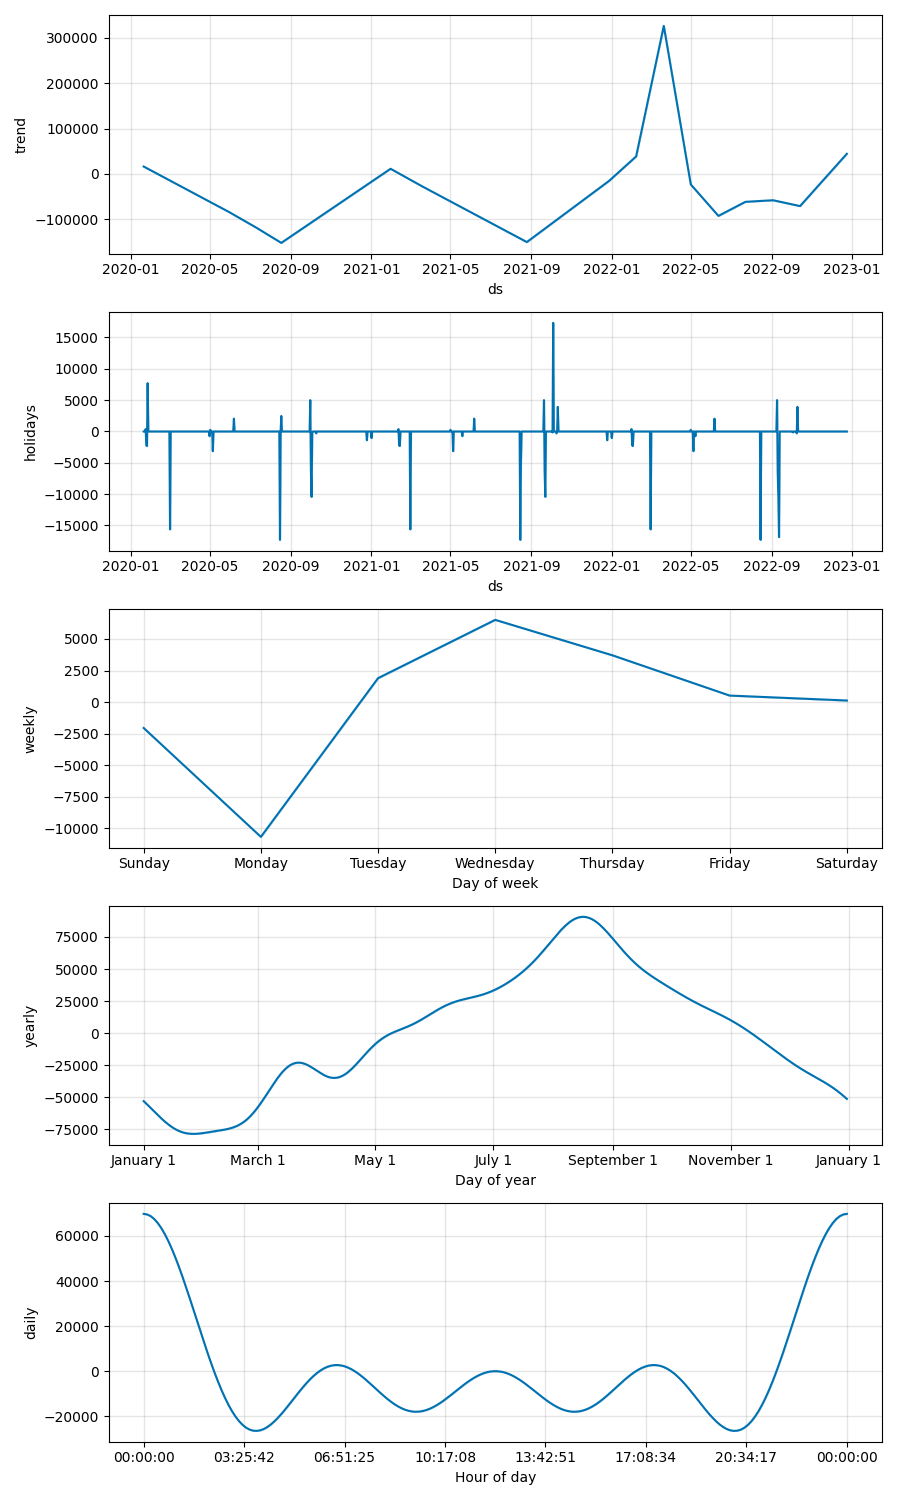 300000
200000
100000
0
−100000
trend
2020-01 2020-05 2020-09 2021-01 2021-05 2021-09 2022-01 2022-05 2022-09 2023-01
ds
15000
10000
5000
0
−5000
−10000
−15000
holidays
2020-01 2020-05 2020-09 2021-01 2021-05 2021-09 2022-01 2022-05 2022-09 2023-01
ds
5000
2500
0
−2500
−5000
−7500
−10000
weekly
Sunday Monday Tuesday Wednesday Thursday Friday Saturday
Day of week
75000
50000
25000
0
−25000
−50000
−75000
yearly
January 1 March 1 May 1 July 1 September 1 November 1 January 1
Day of year
60000
40000
20000
0
−20000
daily
00:00:00 03:25:42 06:51:25 10:17:08 13:42:51 17:08:34 20:34:17 00:00:00
Hour of day